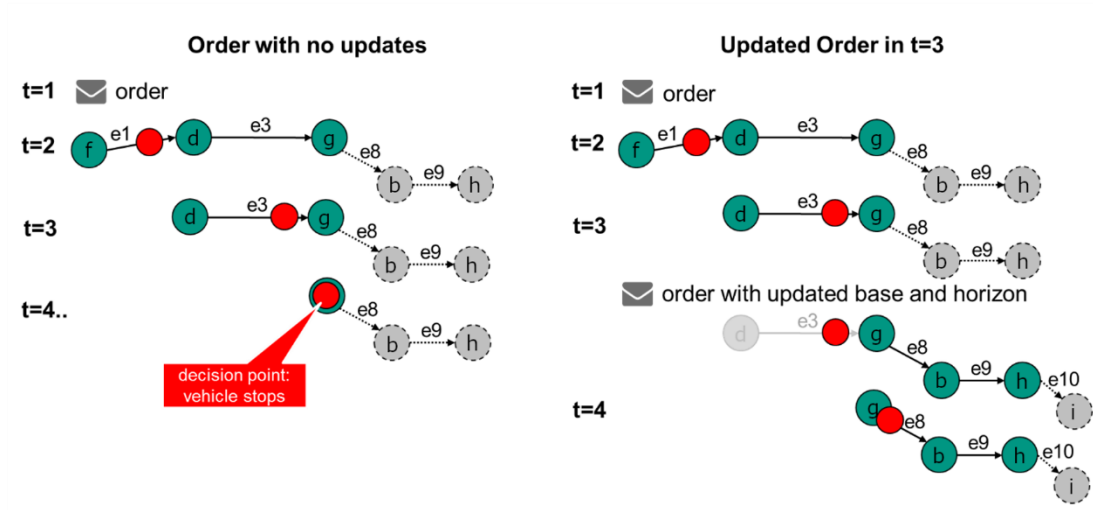 Order with no updates
t=1 order
t=2 f e1 d e3 g e8 b e9 h
t=3 d e3 g e8 b e9 h
t=4.. e8 b e9 h
decision point:
vehicle stops
Updated Order in t=3
t=1 order
t=2 f e1 d e3 g e8 b e9 h
t=3 d e3 g e8 b e9 h
order with updated base and horizon
d e3 g e8 b e9 h e10 i
t=4 g e8 b e9 h e10 i